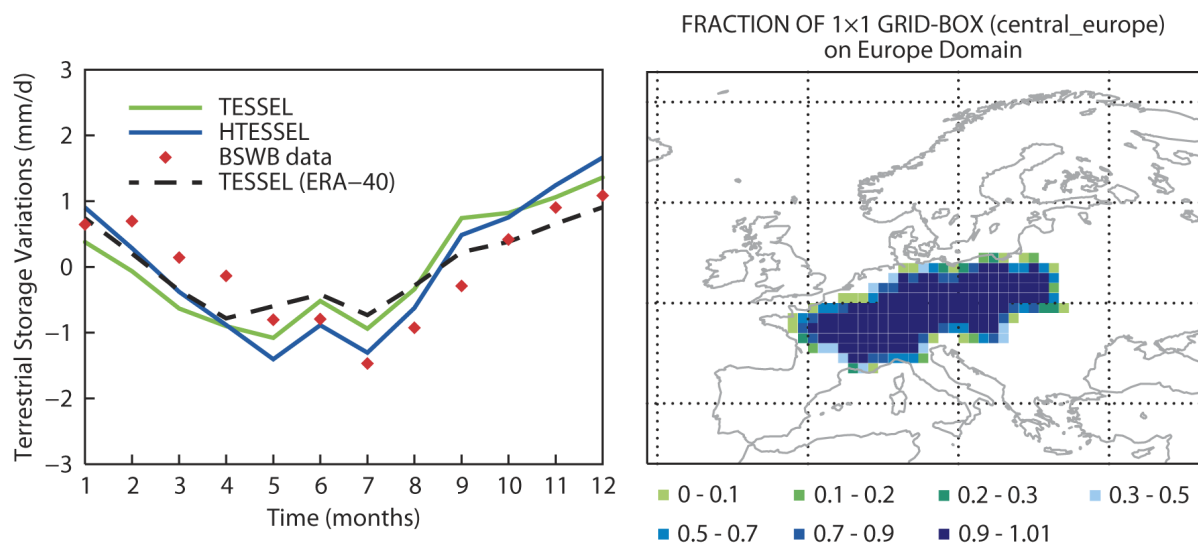 Terrestrial Storage Variations (mm/d)
3
2
1
0
−1
−2
−3
TESSEL
HTESSEL
BSWB data
TESSEL (ERA−40)
1 2 3 4 5 6 7 8 9 10 11 12
Time (months)
FRACTION OF 1×1 GRID-BOX (central_europe)
on Europe Domain
0 - 0.1 0.1 - 0.2 0.2 - 0.3 0.3 - 0.5
0.5 - 0.7 0.7 - 0.9 0.9 - 1.01